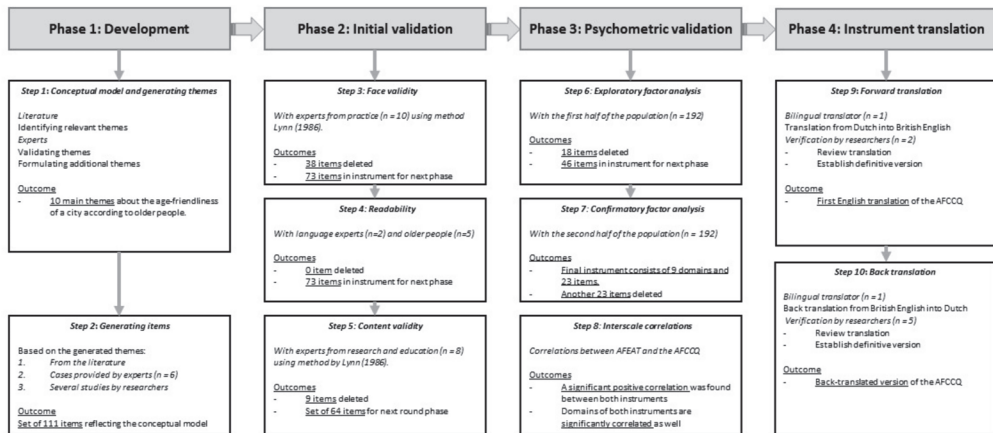 Phase 1: Development
Step 1: Conceptual model and generating themes
Literature
Identifying relevant themes
Experts
Validating themes
Formulating additional themes
Outcome
- 10 main themes about the age-friendliness
of a city according to older people.
Step 2: Generating items
Based on the generated themes:
1. From the literature
2. Cases provided by experts (n = 6)
3. Several studies by researchers
Outcome
Set of 111 items reflecting the conceptual model
Phase 2: Initial validation
Step 3: Face validity
With experts from practice (n = 10) using method
Lynn (1986).
Outcomes
- 38 items deleted
- 73 items in instrument for next phase
Step 4: Readability
With language experts (n=2) and older people (n=5)
Outcomes
- 0 item deleted
- 73 items in instrument for next phase
Step 5: Content validity
With experts from research and education (n = 8)
using method by Lynn (1986).
Outcomes
- 9 items deleted
- Set of 64 items for next round phase
Phase 3: Psychometric validation
Step 6: Exploratory factor analysis
With the first half of the population (n = 192)
Outcomes
- 18 items deleted
- 46 items in instrument for next phase
Step 7: Confirmatory factor analysis
With the second half of the population (n = 192)
Outcomes
- Final instrument consists of 9 domains and
23 items.
- Another 23 items deleted
Step 8: Interscale correlations
Correlations between AFEAT and the AFCCQ
Outcomes
- A significant positive correlation was found
between both instruments
- Domains of both instruments are
significantly correlated as well
Phase 4: Instrument translation
Step 9: Forward translation
Bilingual translator (n = 1)
Translation from Dutch into British English
Verification by researchers (n = 2)
- Review translation
- Establish definitive version
Outcome
- First English translation of the AFCCQ
Step 10: Back translation
Bilingual translator (n = 1)
Back translation from British English into Dutch
Verification by researchers (n = 5)
- Review translation
- Establish definitive version
Outcome
- Back-translated version of the AFCCQ